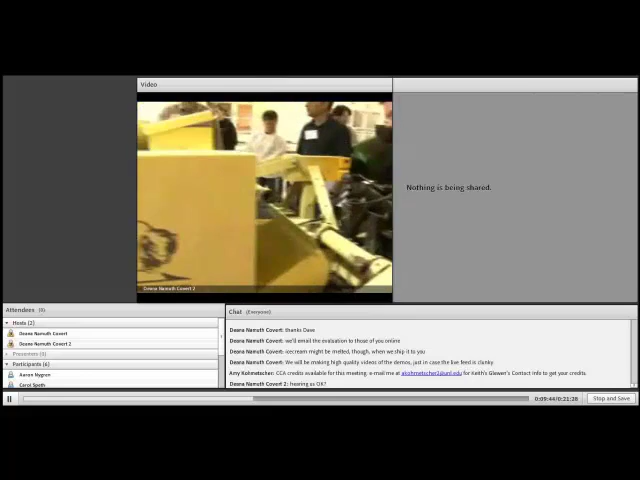 Video
Nothing is being shared.
Deana Namuth Covert 2
Attendees
Hosts (2)
Deana Namuth Covert
Deana Namuth Covert 2
Presenters (0)
Participants (6)
Aaron Nygren
Carol Speth
Chat (Everyone)
Deana Namuth Covert: thanks Dave
Deana Namuth Covert: we'll email the evaluation to those of you online
Deana Namuth Covert: icecream might be melted, though, when we ship it to you
Deana Namuth Covert: We will be making high quality videos of the demos, just in case the live feed is clunky
Amy Kohmetscher: CCA credits available for this meeting. e-mail me at akohmetscher2@unl.edu for Keith's Glewer's Contact Info to get your credits.
Deana Namuth Covert 2: hearing us OK?
0:09:44/0:21:28
Stop and Save